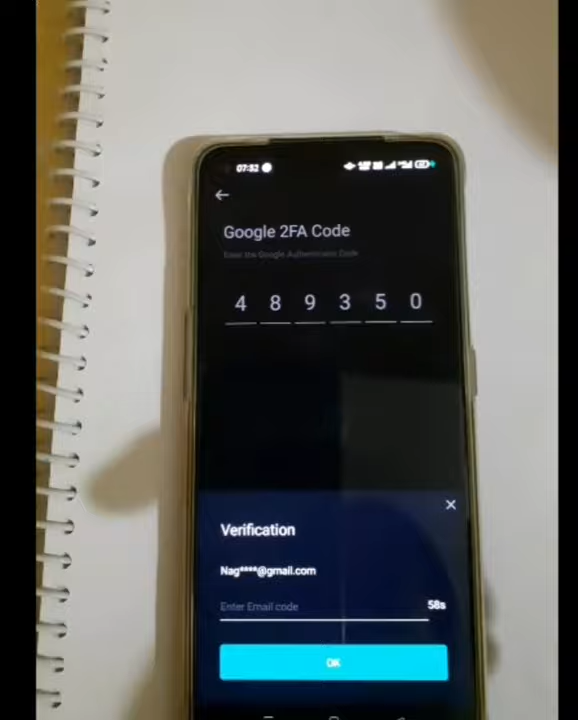 07:32
Google 2FA Code
Enter the Google Authenticator Code
4 8 9 3 5 0
Verification
Nag****@gmail.com
Enter Email code
58s
OK